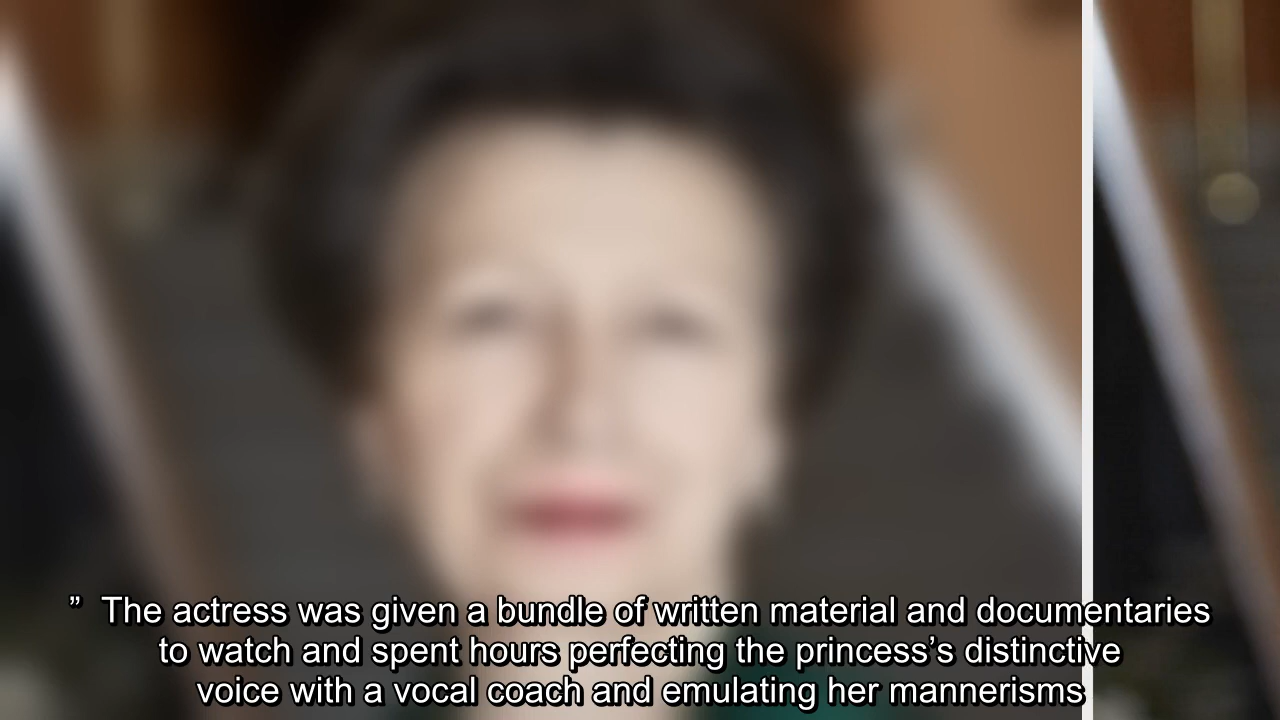 ”  The actress was given a bundle of written material and documentaries
to watch and spent hours perfecting the princess’s distinctive
voice with a vocal coach and emulating her mannerisms